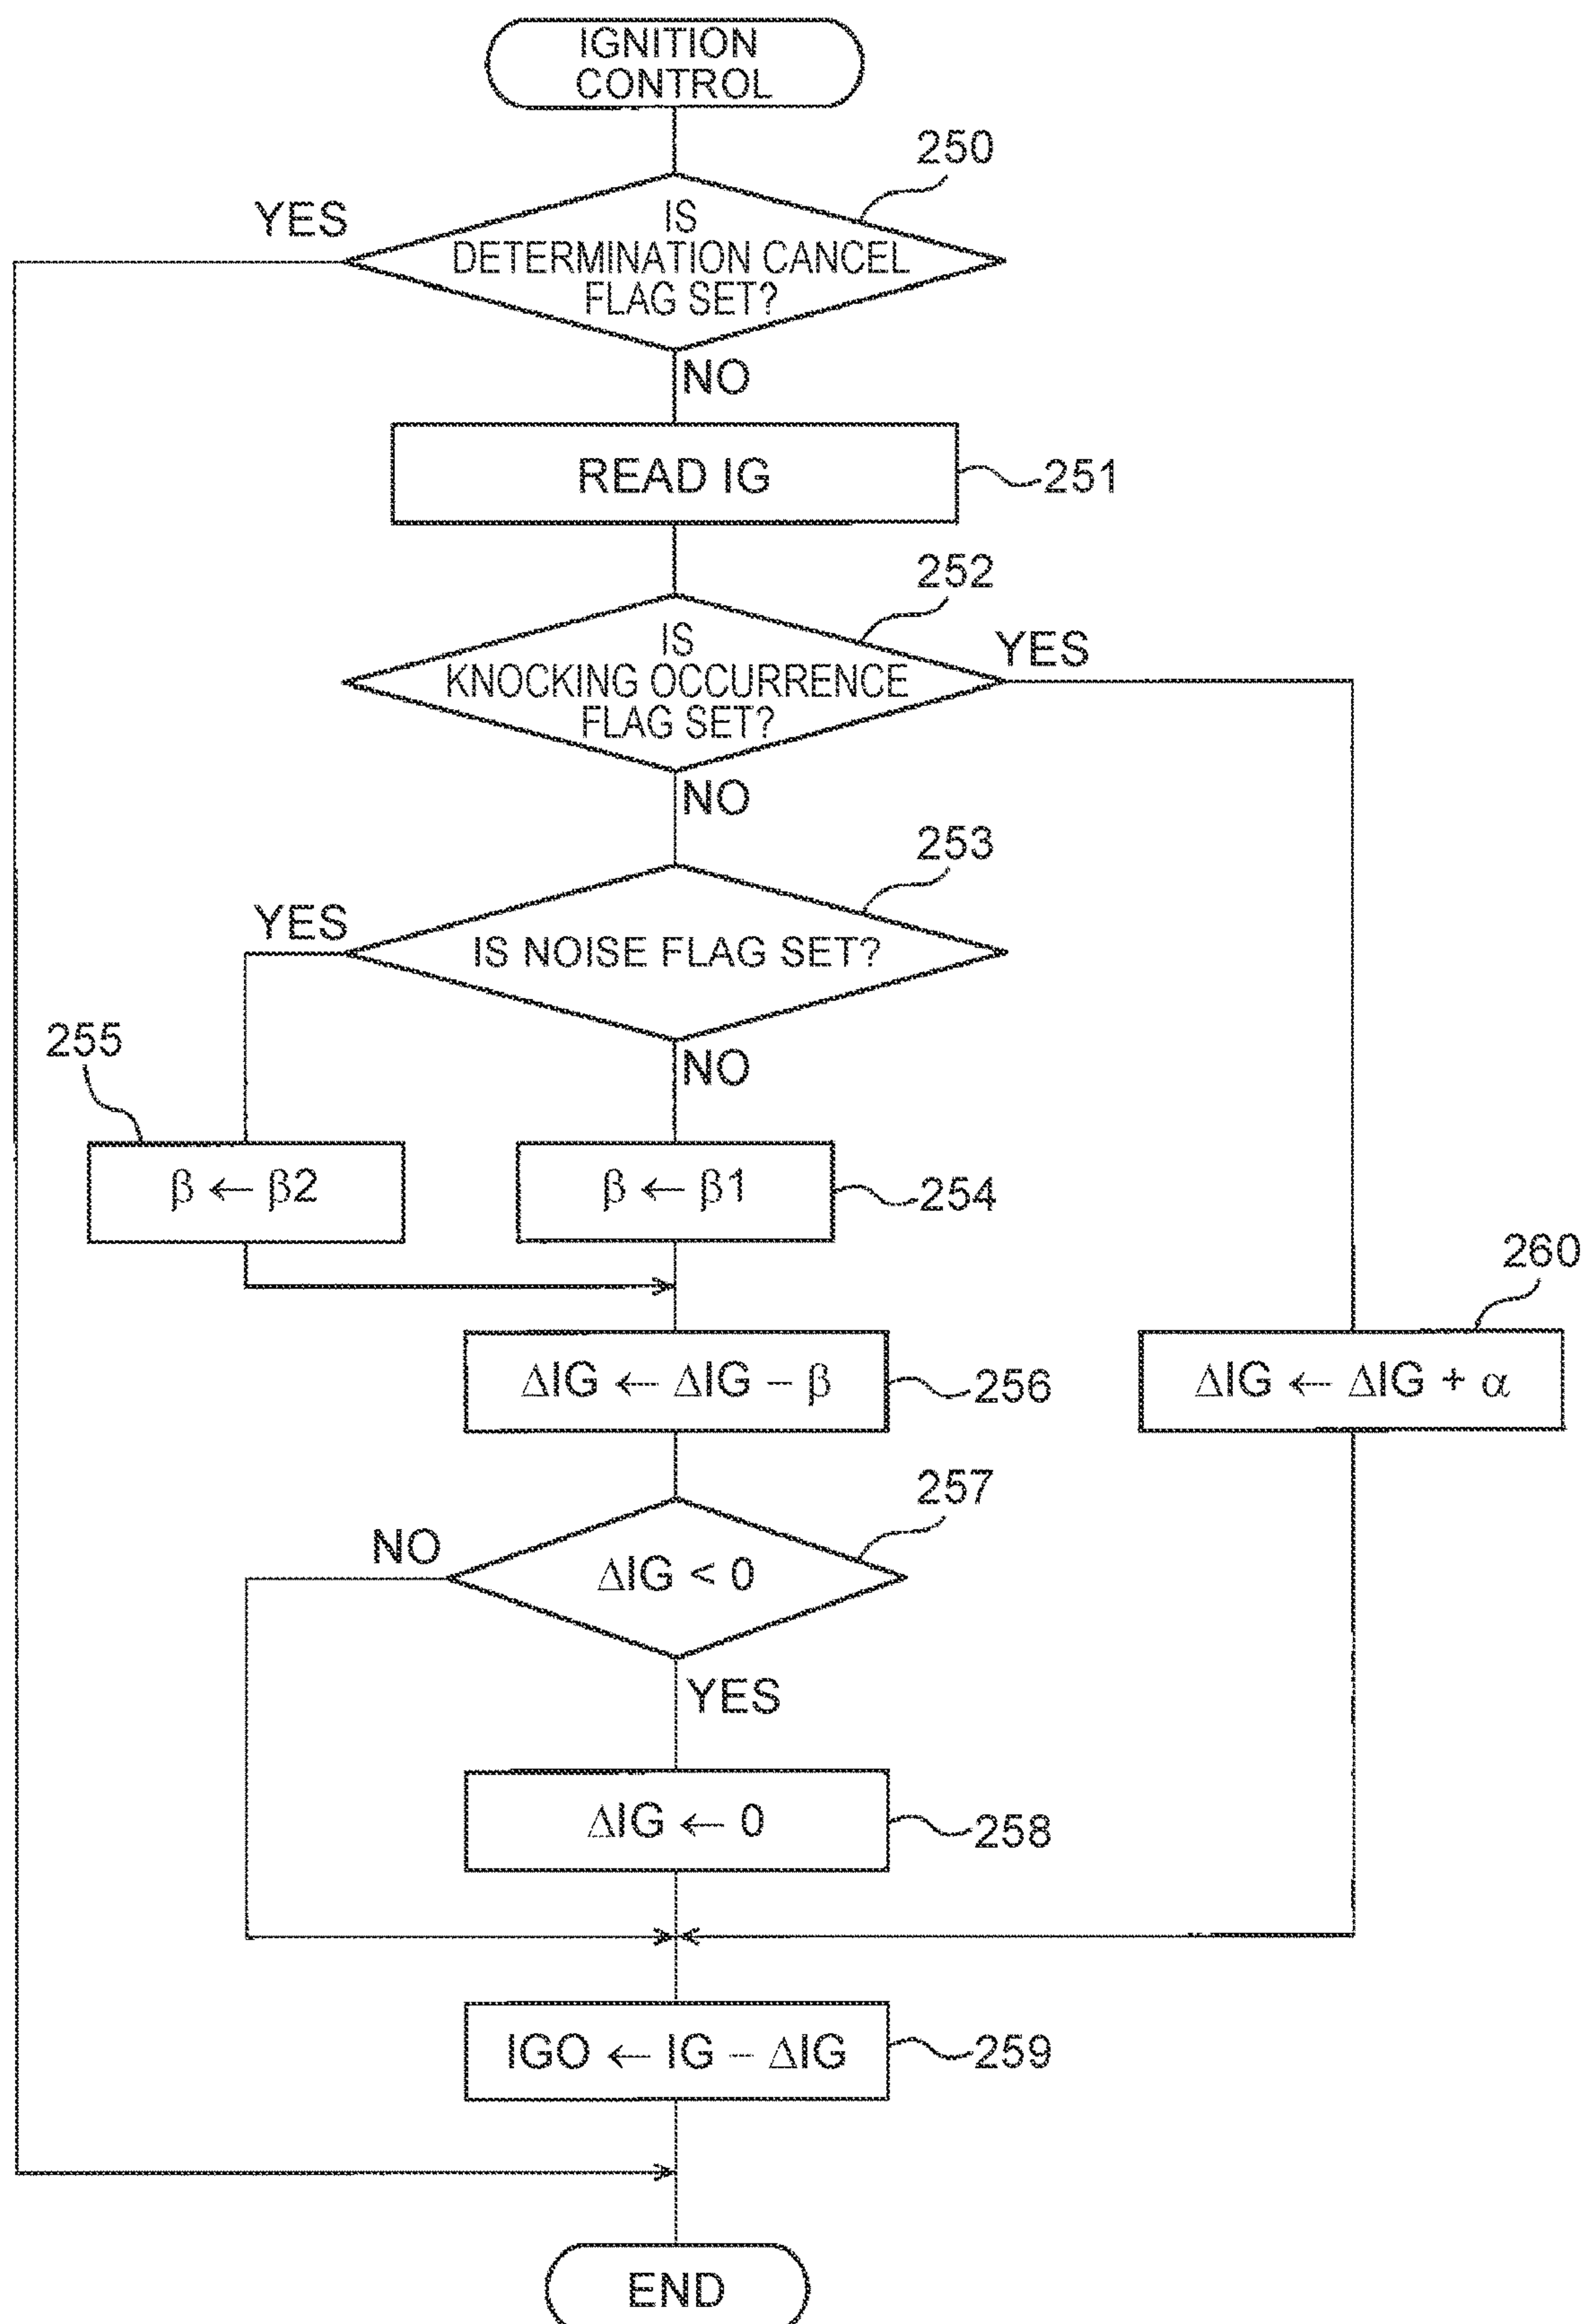 IGNITION
CONTROL
250
YES
IS
DETERMINATION CANCEL
FLAG SET?
NO
READ IG
251
252
IS
KNOCKING OCCURRENCE
FLAG SET?
YES
NO
253
YES
IS NOISE FLAG SET?
NO
255
β ← β2
β ← β1
254
260
ΔIG ← ΔIG – β
256
ΔIG ← ΔIG + α
257
NO
ΔIG < 0
YES
ΔIG ← 0
258
IGO ← IG – ΔIG
259
END